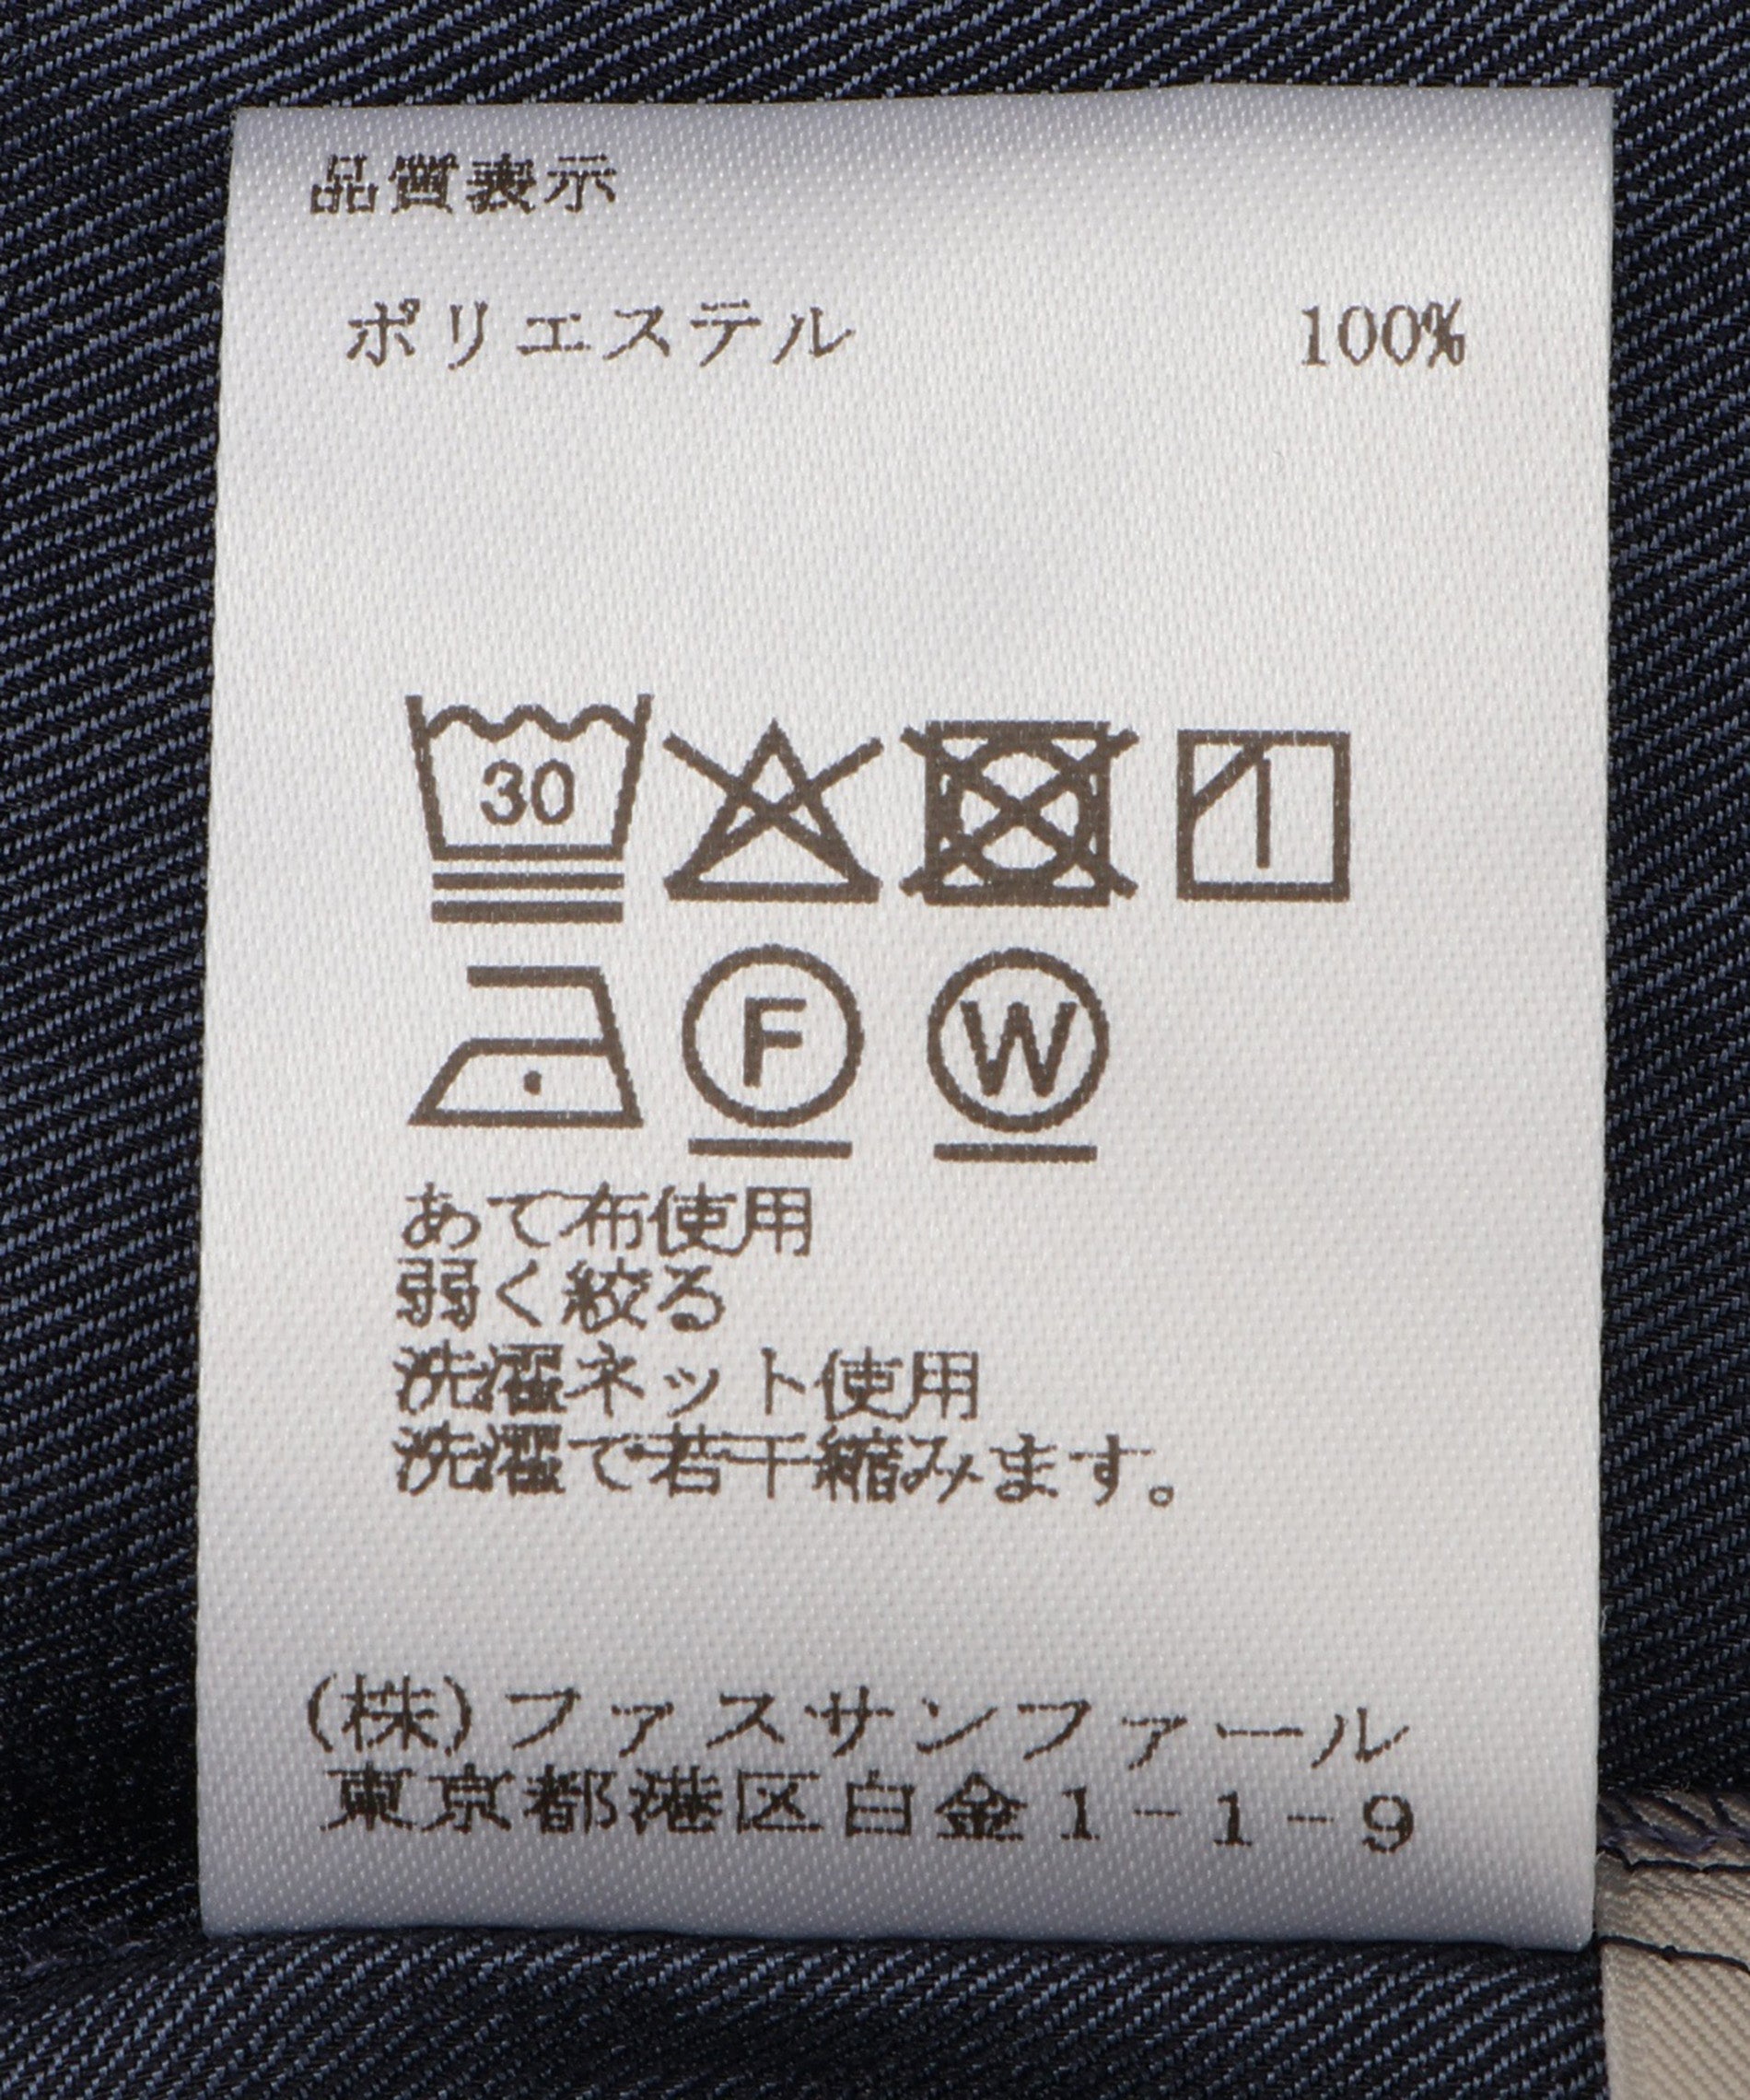 品質表示
ポリエステル 100%
30
F W
あて布使用
弱く絞る
洗濯ネット使用
洗濯で若干縮みます。
(株)ファスサンファール
東京都港区白金1-1-9